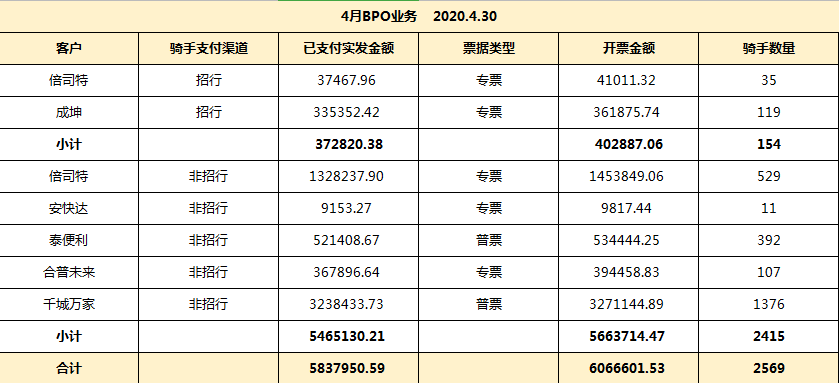 4月BPO业务 2020.4.30
客户 骑手支付渠道 已支付实发金额 票据类型 开票金额 骑手数量
倍司特 招行 37467.96 专票 41011.32 35
成坤 招行 335352.42 专票 361875.74 119
小计 372820.38 402887.06 154
倍司特 非招行 1328237.90 专票 1453849.06 529
安快达 非招行 9153.27 专票 9817.44 11
泰便利 非招行 521408.67 普票 534444.25 392
合普未来 非招行 367896.64 专票 394458.83 107
千城万家 非招行 3238433.73 普票 3271144.89 1376
小计 5465130.21 5663714.47 2415
合计 5837950.59 6066601.53 2569